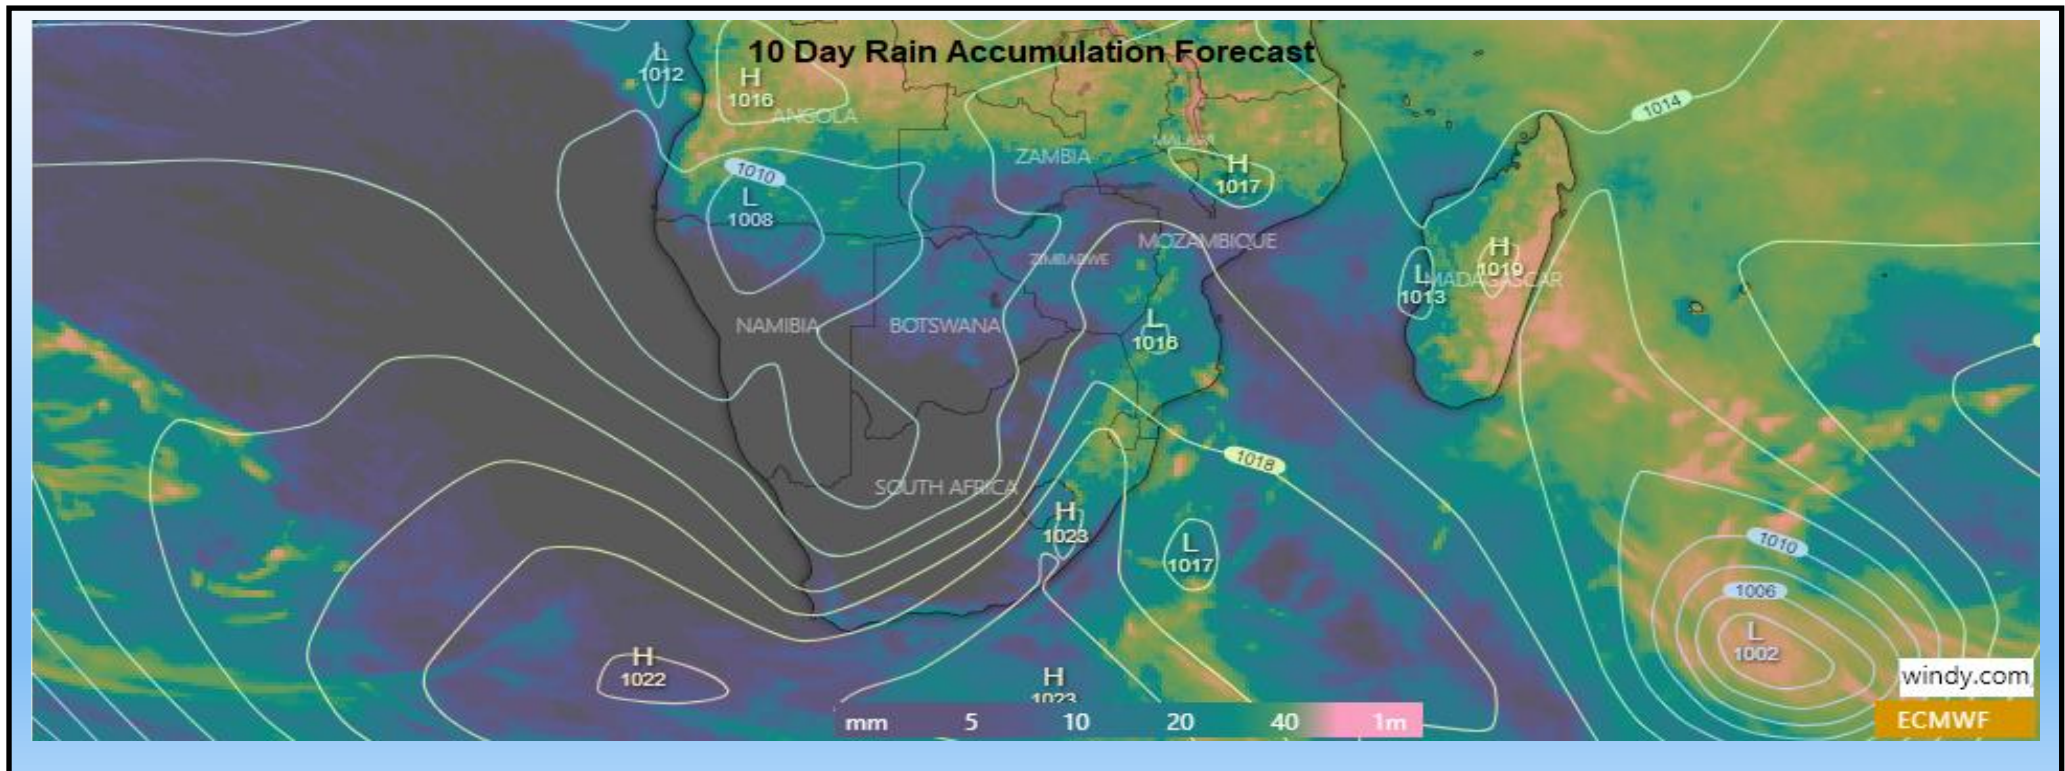 10 Day Rain Accumulation Forecast
L
1012
H
1016
ANGOLA
1014
MALAWI
ZAMBIA
H
1017
1010
L
1008
MOZAMBIQUE
ZIMBABWE
H
1019
L
1013
MADAGASCAR
NAMIBIA
BOTSWANA
L
1016
1018
SOUTH AFRICA
H
1023
L
1017
1010
1006
L
1002
H
1022
H
1023
windy.com
mm 5 10 20 40 1m
ECMWF